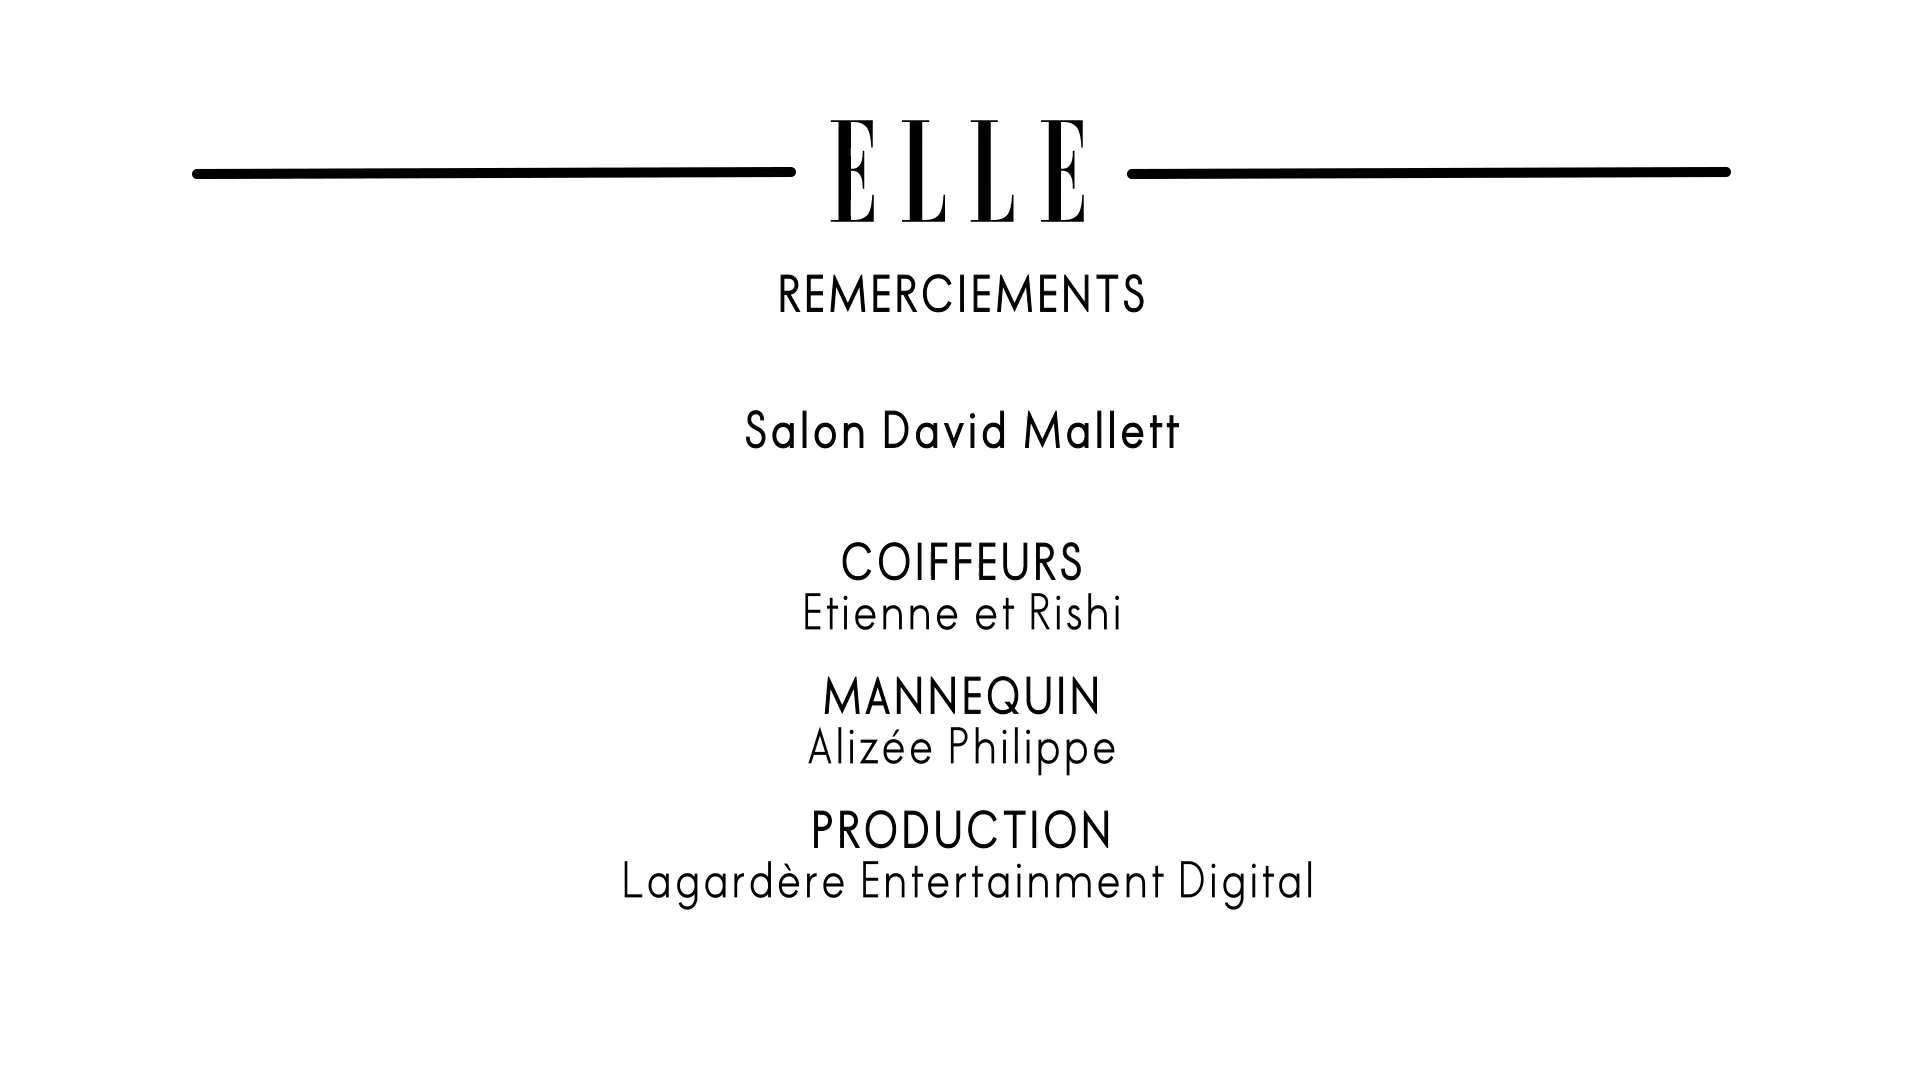 ELLE
REMERCIEMENTS
Salon David Mallett
COIFFEURS
Etienne et Rishi
MANNEQUIN
Alizée Philippe
PRODUCTION
Lagardère Entertainment Digital